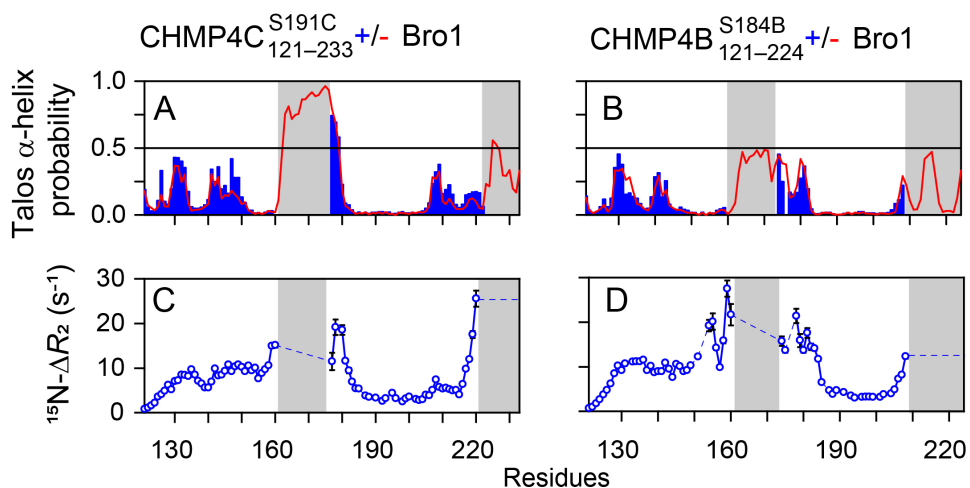 CHMP4C S191C 121–233 +/- Bro1
CHMP4B S184B 121–224 +/- Bro1
Talos α-helix
probability
1.0
0.5
0.0
A
B
¹⁵N-ΔR₂ (s⁻¹)
30
20
10
0
C
D
130 160 190 220
130 160 190 220
Residues